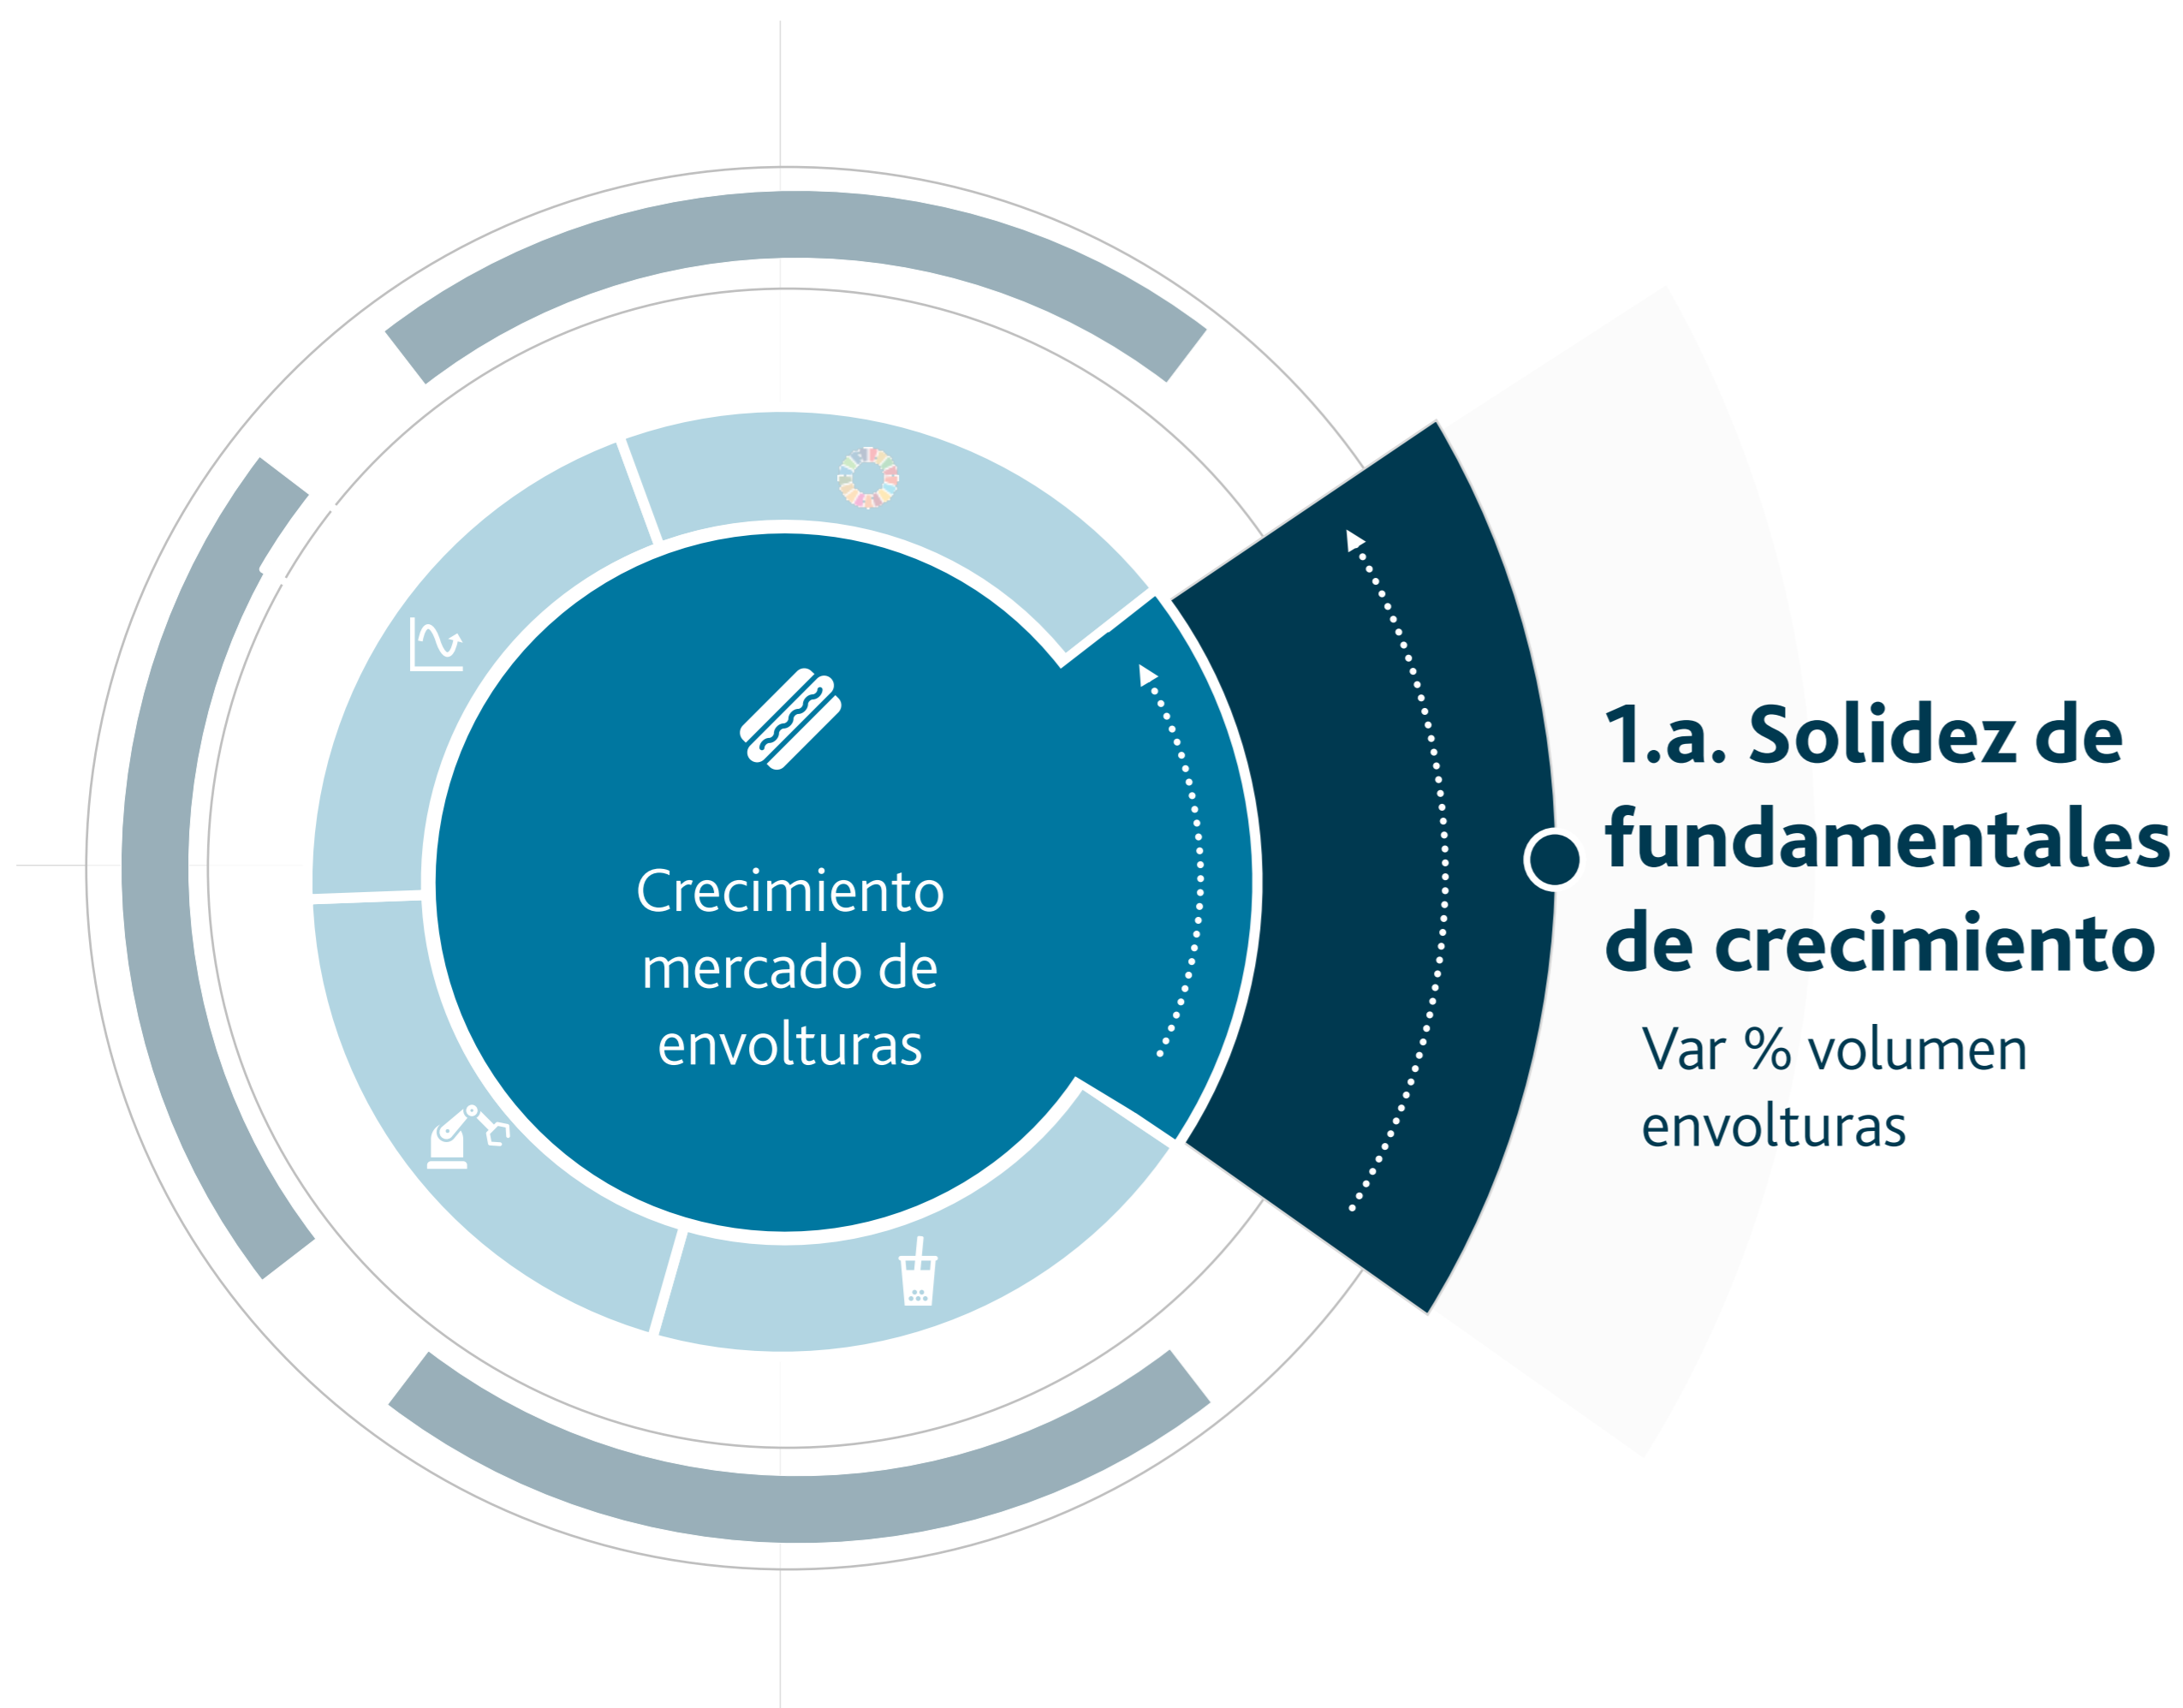 Crecimiento
mercado de
envolturas
1.a. Solidez de
fundamentales
de crecimiento
Var % volumen
envolturas